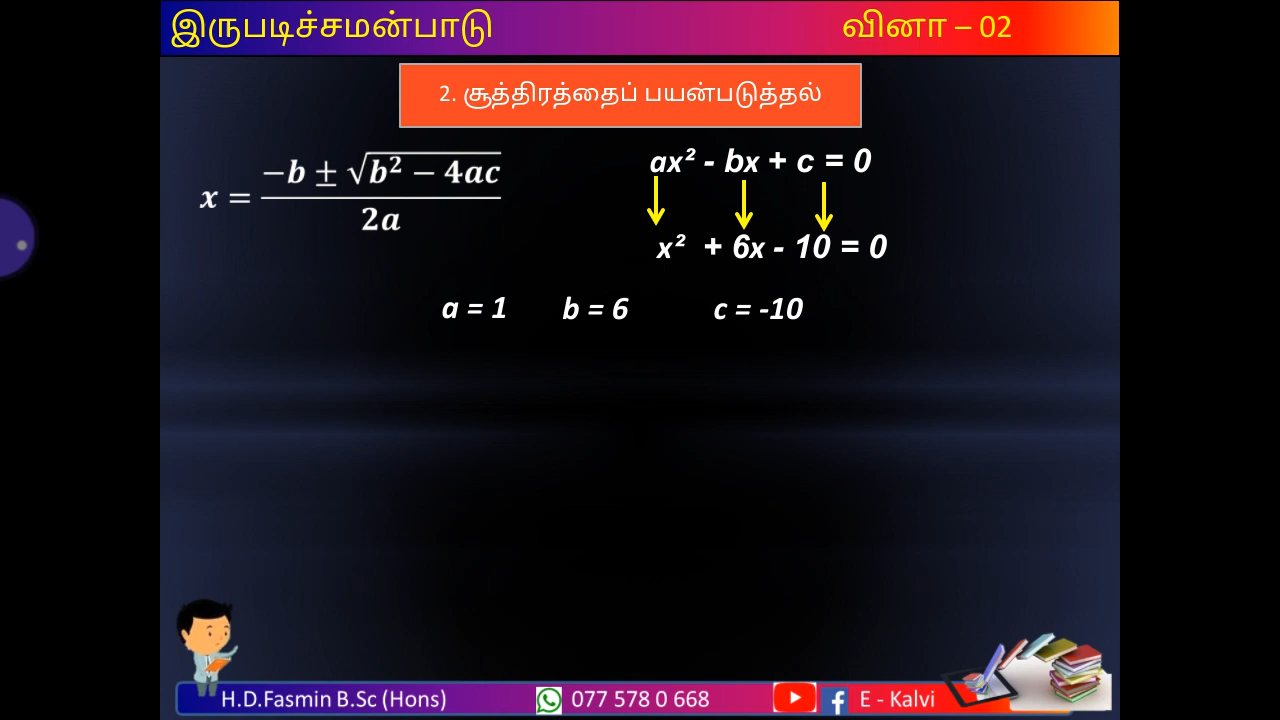 இருபடிச்சமன்பாடு வினா – 02
2. சூத்திரத்தைப் பயன்படுத்தல்
x = −b ± √b² − 4ac / 2a
ax² - bx + c = 0
x² + 6x - 10 = 0
a = 1 b = 6 c = -10
H.D.Fasmin B.Sc (Hons) 077 578 0 668 E - Kalvi